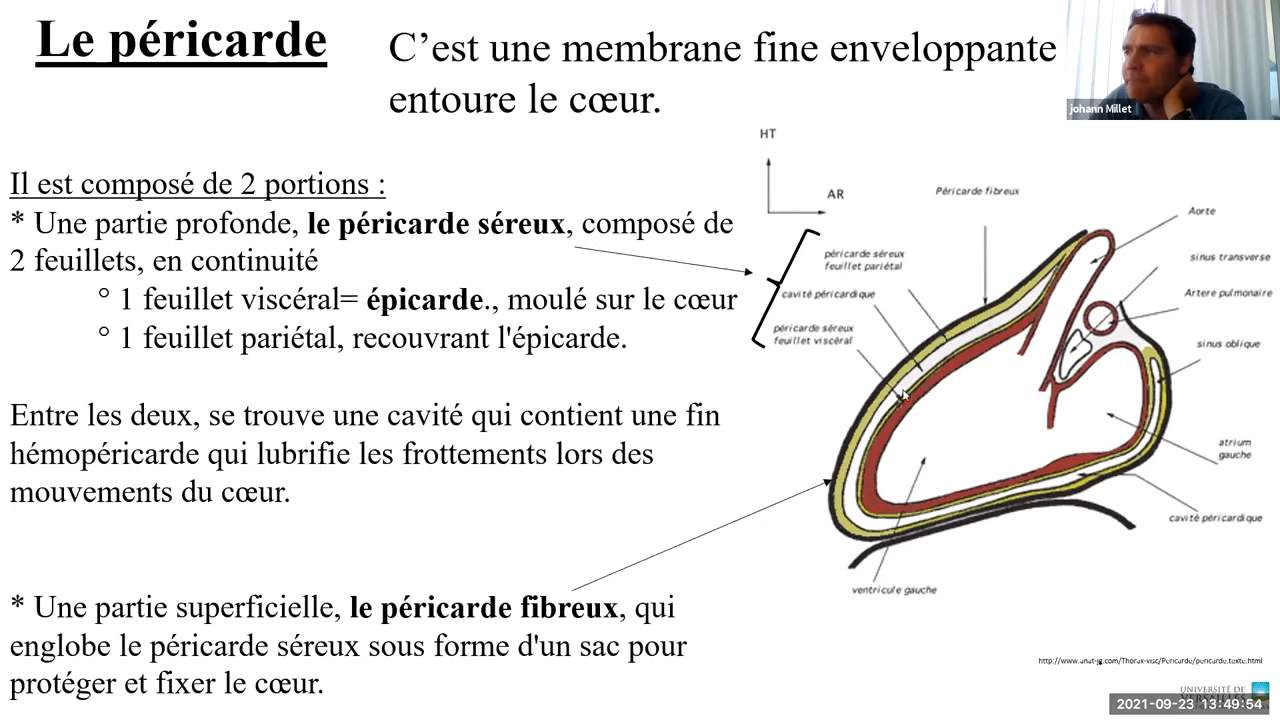 Le péricarde
C’est une membrane fine enveloppante
entoure le cœur.
johann Millet
Il est composé de 2 portions :
* Une partie profonde, le péricarde séreux, composé de
2 feuillets, en continuité
° 1 feuillet viscéral= épicarde., moulé sur le cœur
° 1 feuillet pariétal, recouvrant l'épicarde.
Entre les deux, se trouve une cavité qui contient une fin
hémopéricarde qui lubrifie les frottements lors des
mouvements du cœur.
* Une partie superficielle, le péricarde fibreux, qui
englobe le péricarde séreux sous forme d'un sac pour
protéger et fixer le cœur.
HT
AR
Péricarde fibreux
Aorte
péricarde séreux
feuillet pariétal
sinus transverse
cavité péricardique
Artere pulmonaire
péricarde séreux
feuillet viscéral
sinus oblique
atrium
gauche
cavité péricardique
ventricule gauche
http://www.anat-jg.com/Thorax-visc/Pericarde/pericarde.texte.html
UNIVERSITÉ DE
2021-09-23 13:49:54